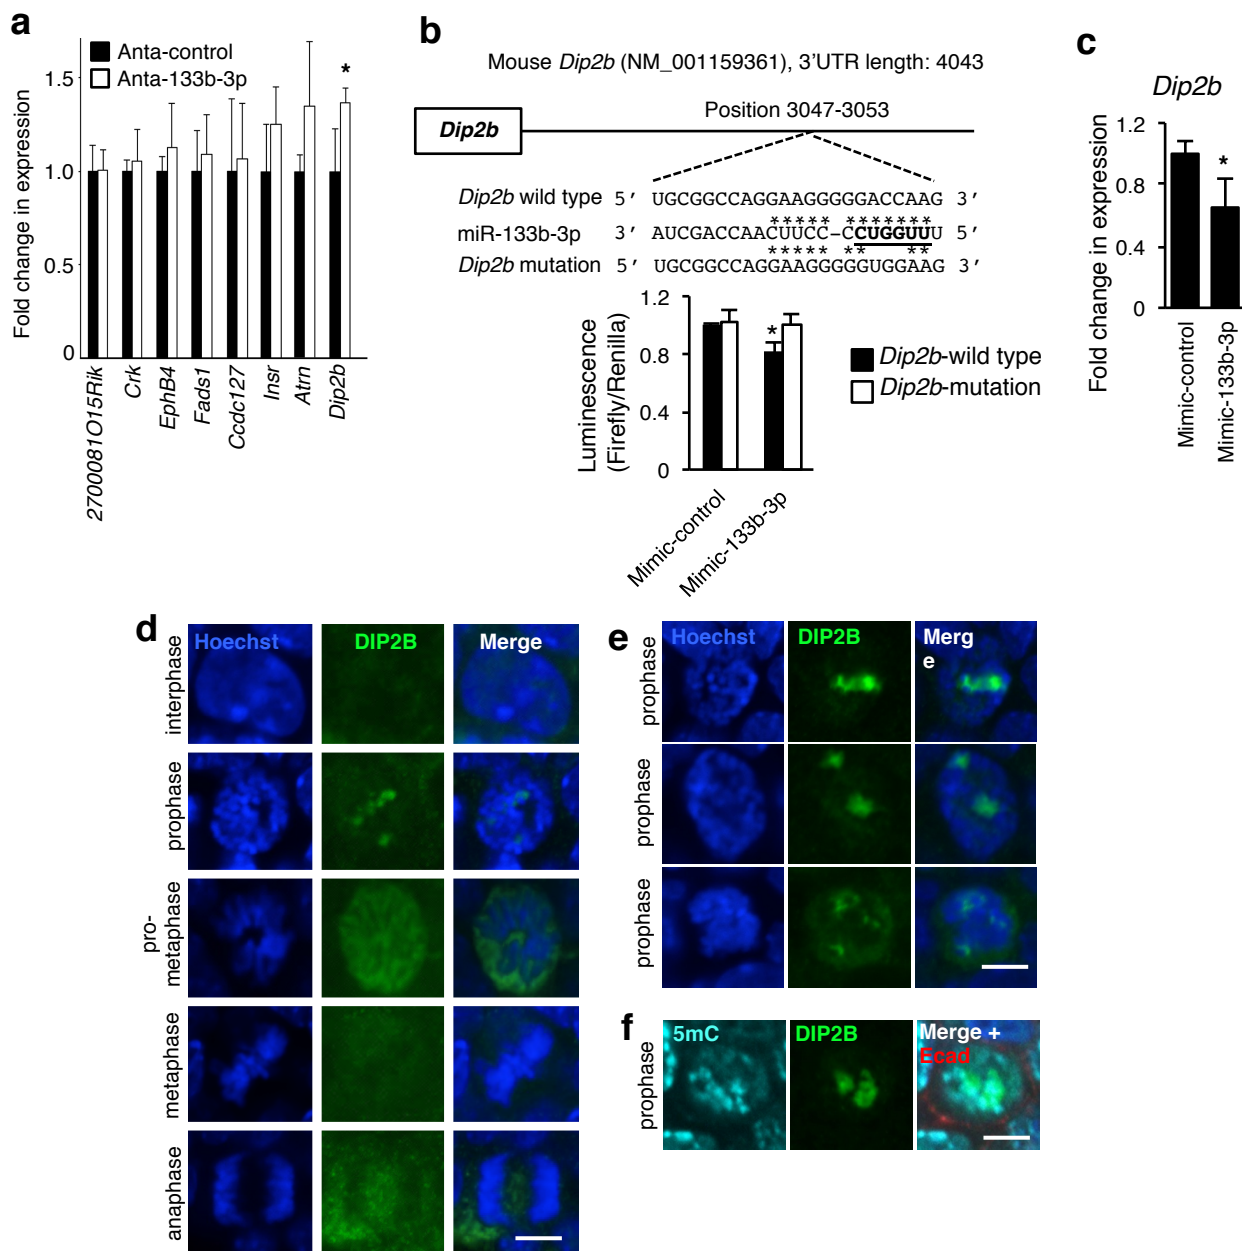 a
Anta-control
Anta-133b-3p
*
1.5
1.0
0.5
0
Fold change in expression
2700081O15Rik
Crk
EphB4
Fads1
Ccdc127
Insr
Atrn
Dip2b
b
Mouse Dip2b (NM_001159361), 3'UTR length: 4043
Position 3047-3053
Dip2b
Dip2b wild type 5' UGCGGCCAGGAAGGGGGACCAAG 3'
***** *******
miR-133b-3p 3' AUCGACCAACUUCC-CCUGGUUU 5'
***** ** **
Dip2b mutation 5' UGCGGCCAGGAAGGGGGUGGAAG 3'
1.2
0.8
0.4
0
Luminescence
(Firefly/Renilla)
*
Dip2b-wild type
Dip2b-mutation
Mimic-control
Mimic-133b-3p
c
Dip2b
1.2
0.8
0.4
0
*
Fold change in expression
Mimic-control
Mimic-133b-3p
d
Hoechst
DIP2B
Merge
interphase
prophase
pro-
metaphase
metaphase
anaphase
e
Hoechst
DIP2B
Merg
e
prophase
prophase
prophase
f
5mC
DIP2B
Merge +
Ecad
prophase